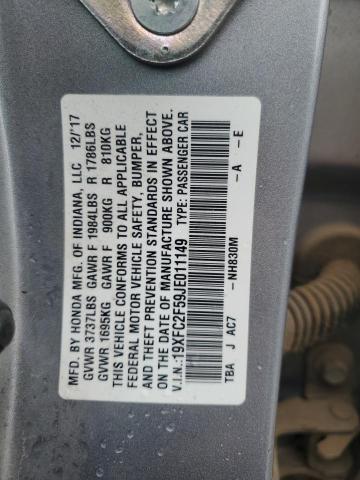 MFD. BY HONDA MFG. OF INDIANA, LLC 12/'17
GVWR 3737LBS GAWR F 1984LBS R 1786LBS
GVWR 1695KG GAWR F 900KG R 810KG
THIS VEHICLE CONFORMS TO ALL APPLICABLE
FEDERAL MOTOR VEHICLE SAFETY, BUMPER,
AND THEFT PREVENTION STANDARDS IN EFFECT
ON THE DATE OF MANUFACTURE SHOWN ABOVE.
V.I.N.:19XFC2F59JE011149 TYPE: PASSENGER CAR
TBA J AC7 -NH830M -A -E